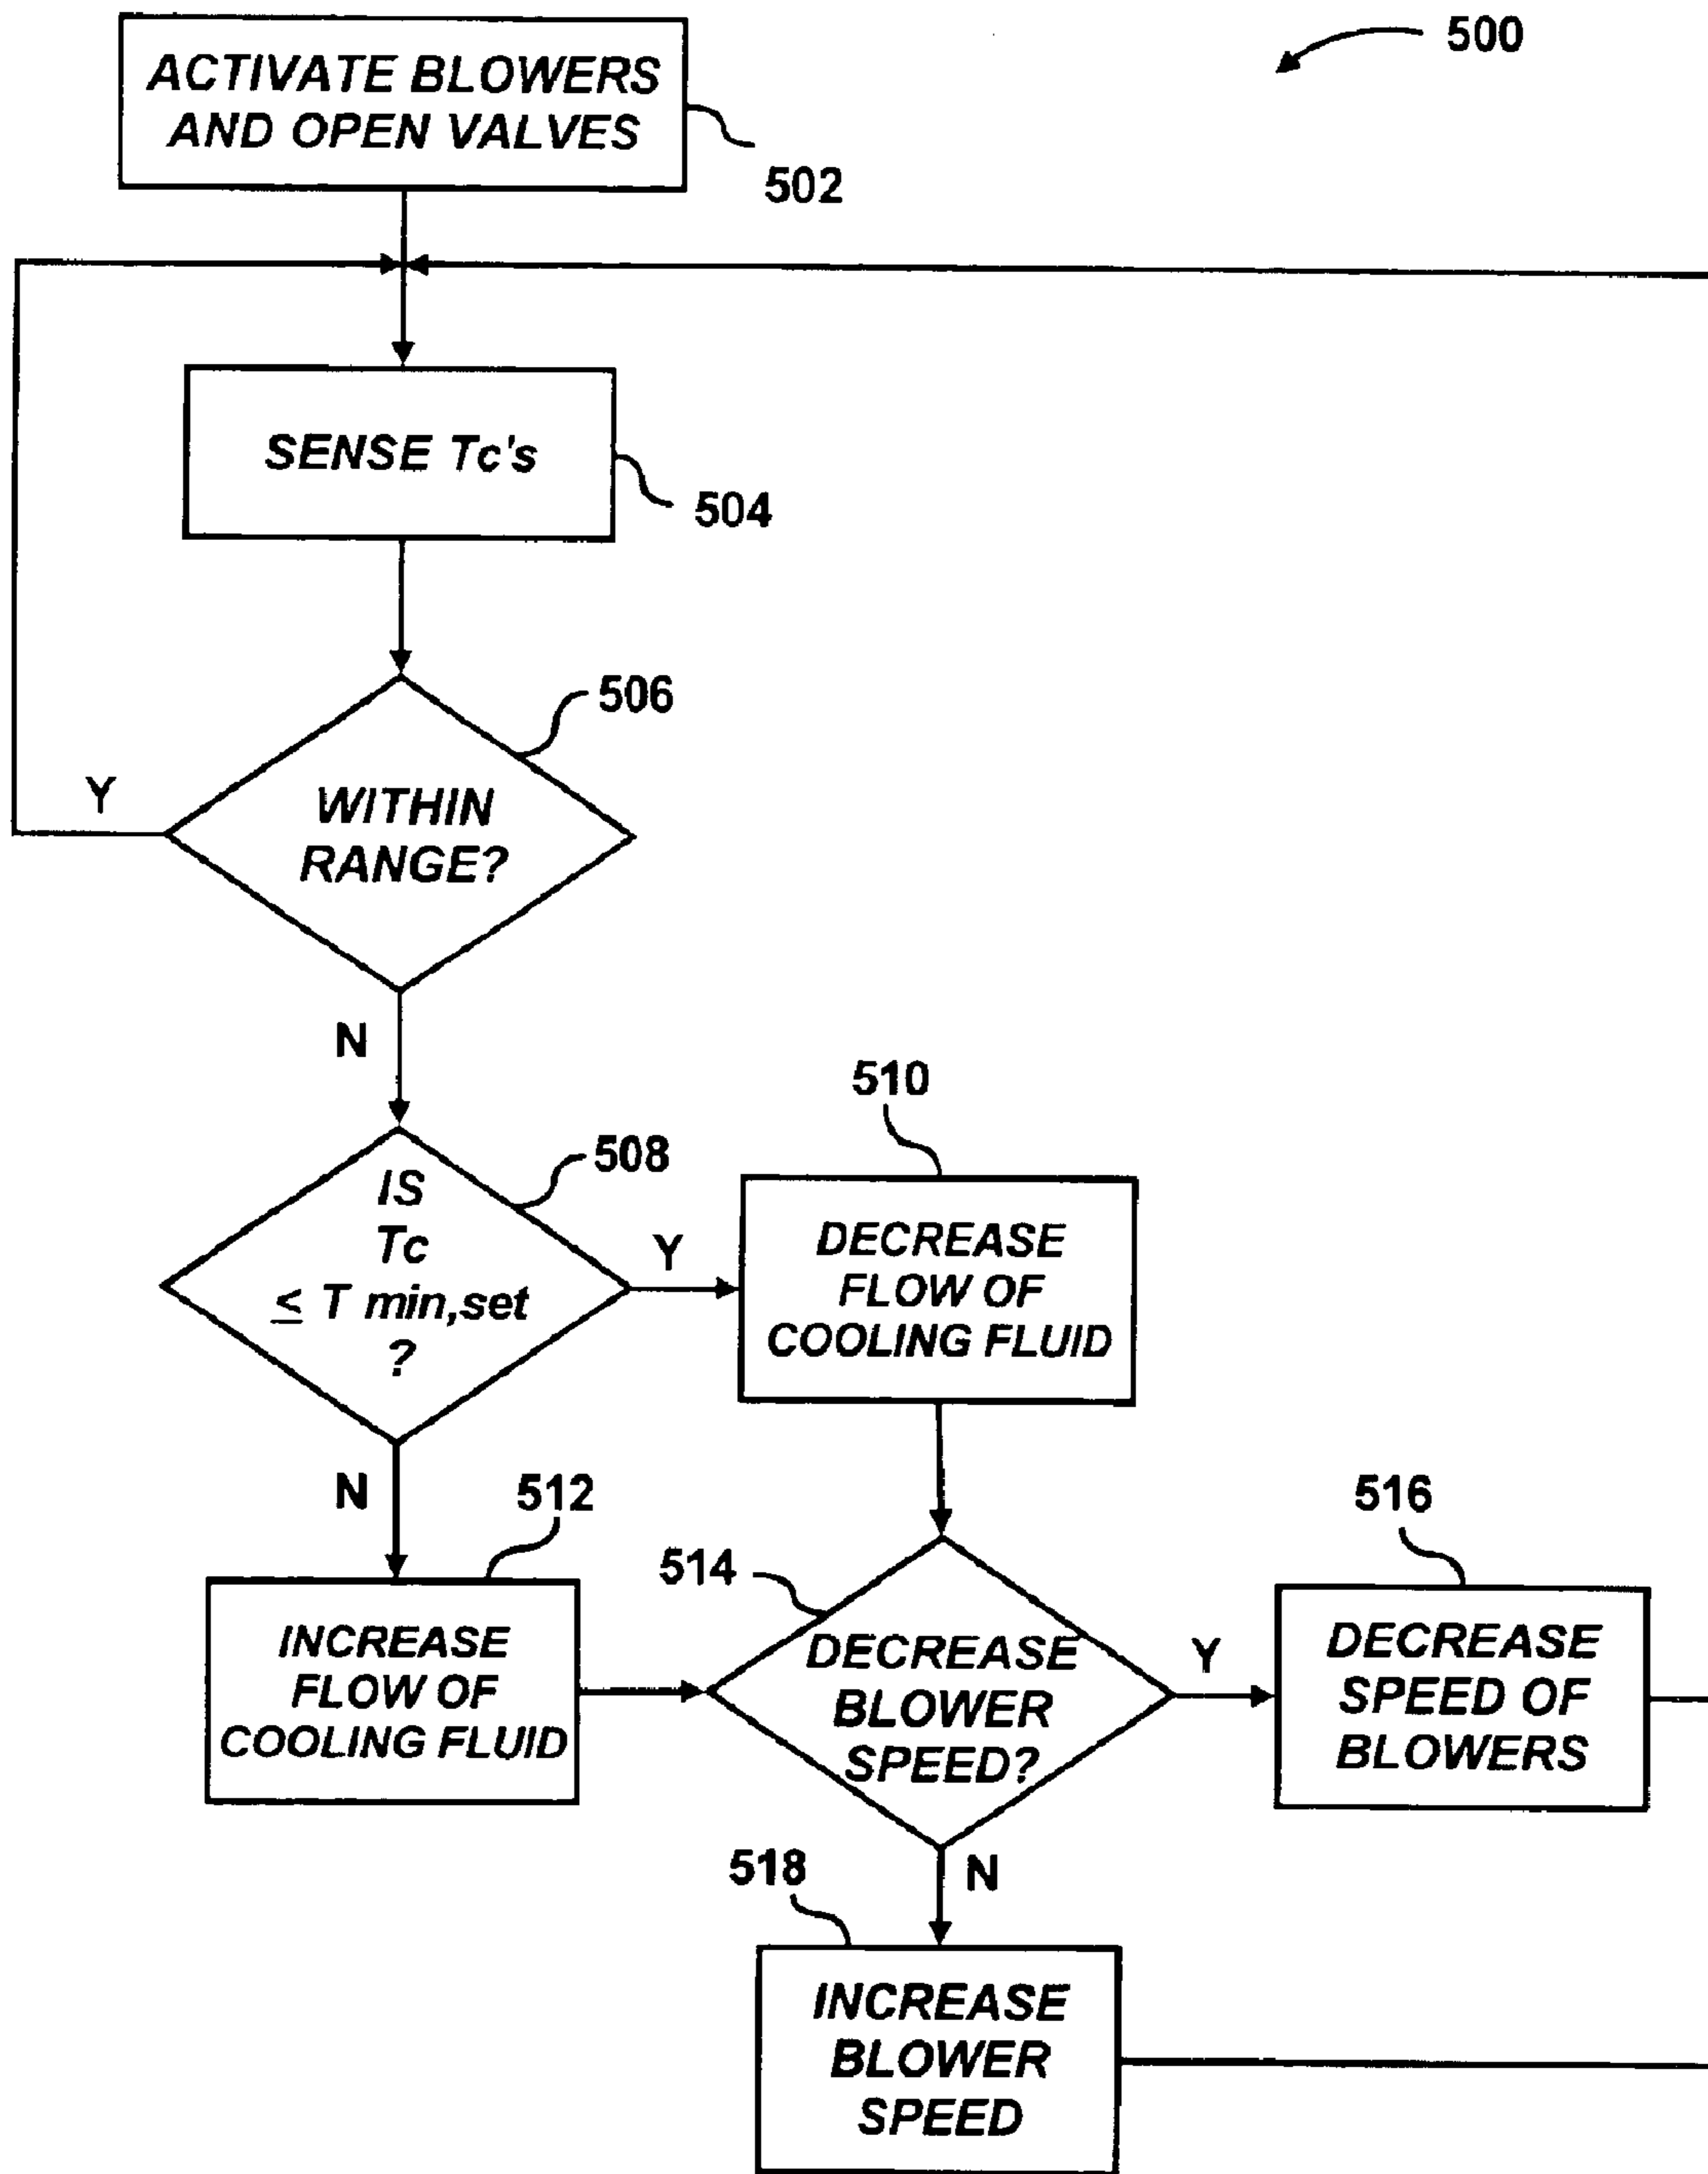 500
ACTIVATE BLOWERS
AND OPEN VALVES
502
SENSE Tc's
504
506
WITHIN
RANGE?
Y
N
508
IS
Tc
≤ T min,set
?
Y
N
510
DECREASE
FLOW OF
COOLING FLUID
512
INCREASE
FLOW OF
COOLING FLUID
514
DECREASE
BLOWER
SPEED?
Y
N
516
DECREASE
SPEED OF
BLOWERS
518
INCREASE
BLOWER
SPEED